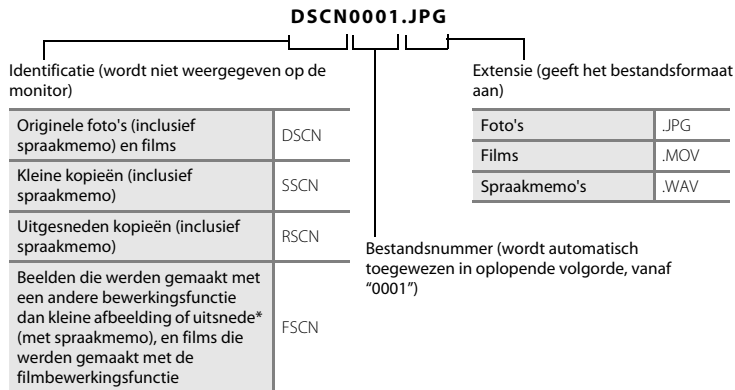 DSCN0001.JPG
Identificatie (wordt niet weergegeven op de
monitor)
Originele foto's (inclusief
spraakmemo) en films
DSCN
Kleine kopieën (inclusief
spraakmemo)
SSCN
Uitgesneden kopieën (inclusief
spraakmemo)
RSCN
Beelden die werden gemaakt met
een andere bewerkingsfunctie
dan kleine afbeelding of uitsnede*
(met spraakmemo), en films die
werden gemaakt met de
filmbewerkingsfunctie
FSCN
Extensie (geeft het bestandsformaat
aan)
Foto's .JPG
Films .MOV
Spraakmemo's .WAV
Bestandsnummer (wordt automatisch
toegewezen in oplopende volgorde, vanaf
“0001”)